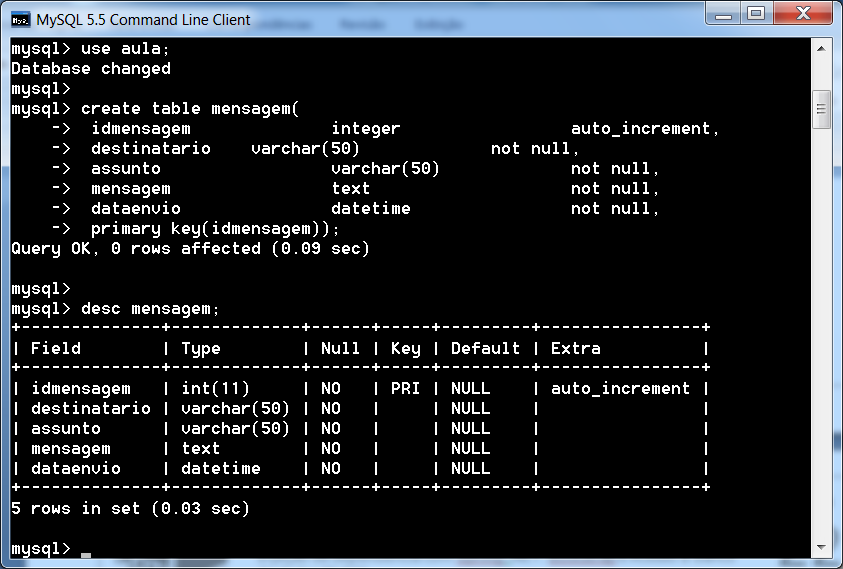 MySQL 5.5 Command Line Client
mysql> use aula;
Database changed
mysql>
mysql> create table mensagem(
    ->  idmensagem              integer                 auto_increment,
    ->  destinatario    varchar(50)             not null,
    ->  assunto                 varchar(50)             not null,
    ->  mensagem                text                    not null,
    ->  dataenvio               datetime                not null,
    ->  primary key(idmensagem));
Query OK, 0 rows affected (0.09 sec)
mysql>
mysql> desc mensagem;
+--------------+-------------+------+-----+---------+----------------+
| Field        | Type        | Null | Key | Default | Extra          |
+--------------+-------------+------+-----+---------+----------------+
| idmensagem   | int(11)     | NO   | PRI | NULL    | auto_increment |
| destinatario | varchar(50) | NO   |     | NULL    |                |
| assunto      | varchar(50) | NO   |     | NULL    |                |
| mensagem     | text        | NO   |     | NULL    |                |
| dataenvio    | datetime    | NO   |     | NULL    |                |
+--------------+-------------+------+-----+---------+----------------+
5 rows in set (0.03 sec)
mysql> _